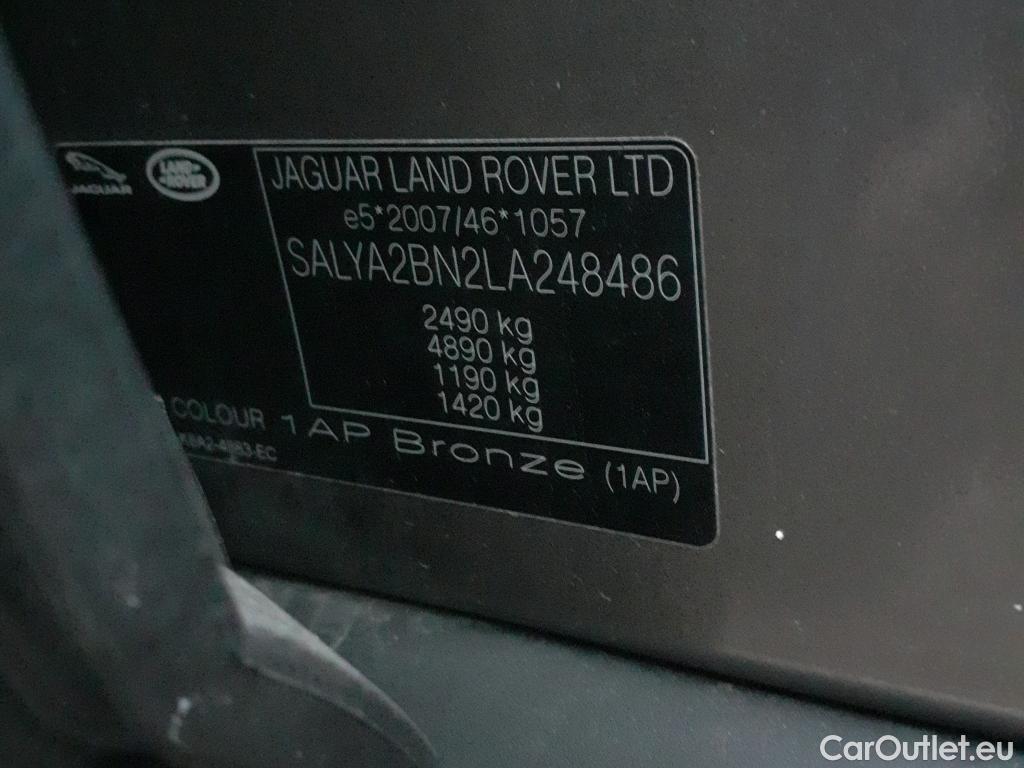 JAGUAR
LAND
ROVER
JAGUAR LAND ROVER LTD
e5*2007/46*1057
SALYA2BN2LA248486
2490 kg
4890 kg
1190 kg
1420 kg
COLOUR 1AP Bronze (1AP)
CarOutlet.eu